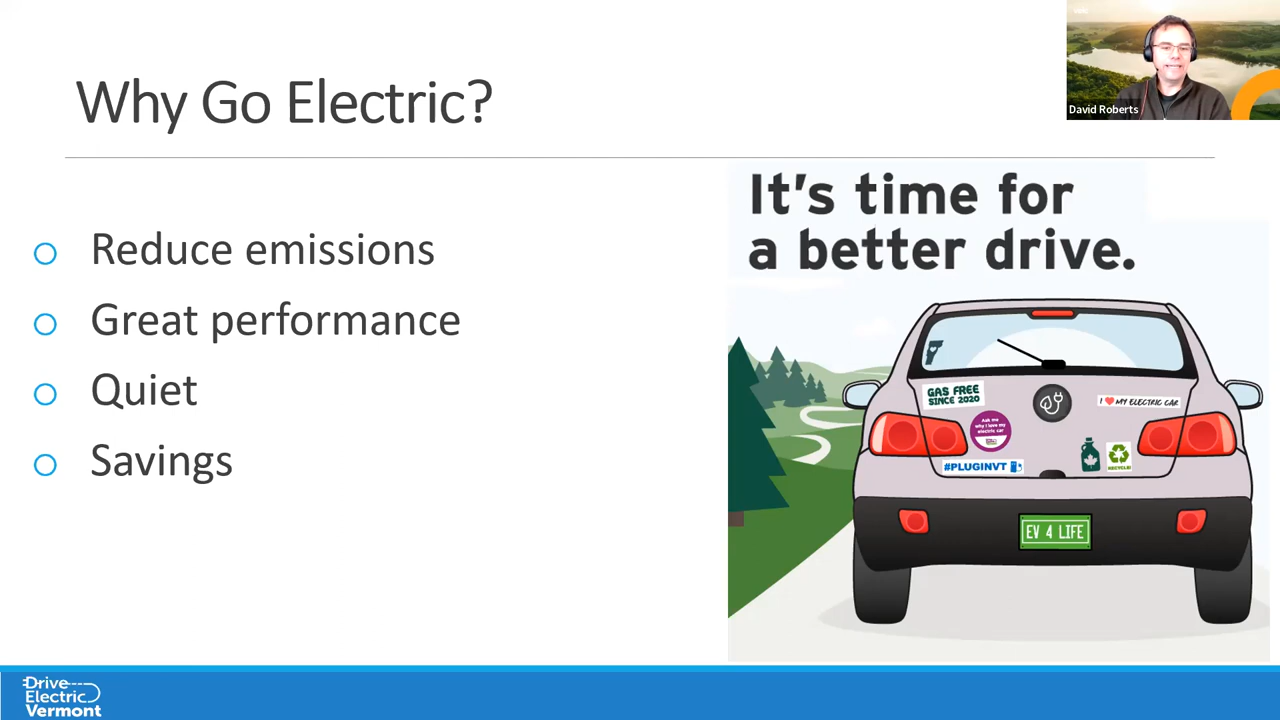 Why Go Electric?
David Roberts
Reduce emissions
Great performance
Quiet
Savings
It's time for
a better drive.
GAS FREE
SINCE 2020
I ❤ MY ELECTRIC CAR
Ask me
why I love my
electric car
#PLUGINVT
RECYCLE!
EV 4 LIFE
Drive
Electric
Vermont